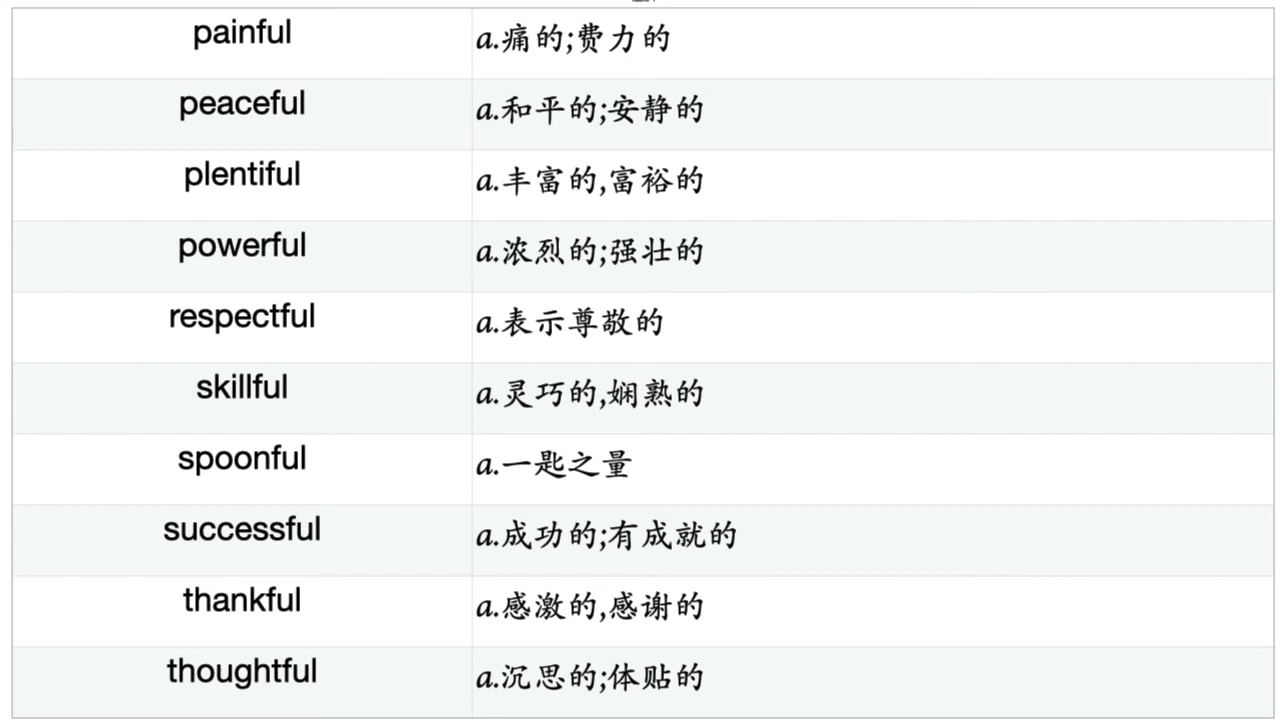 painful a.痛的;费力的
peaceful a.和平的;安静的
plentiful a.丰富的,富裕的
powerful a.浓烈的;强壮的
respectful a.表示尊敬的
skillful a.灵巧的,娴熟的
spoonful a.一匙之量
successful a.成功的;有成就的
thankful a.感激的,感谢的
thoughtful a.沉思的;体贴的